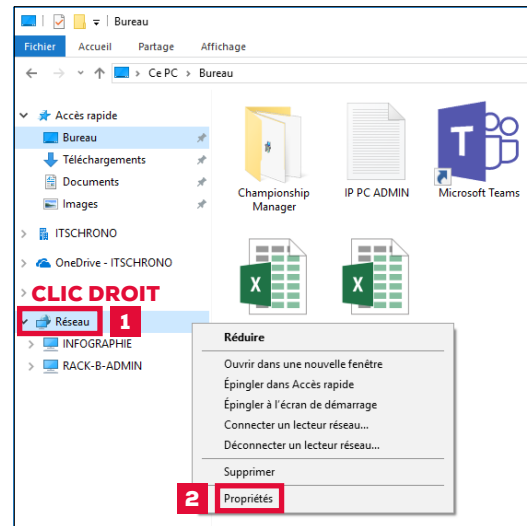 Bureau
Fichier Accueil Partage Affichage
Ce PC > Bureau
Accès rapide
Bureau
Téléchargements
Documents
Images
ITSCHRONO
OneDrive - ITSCHRONO
CLIC DROIT
Réseau 1
INFOGRAPHIE
RACK-B-ADMIN
Championship
Manager
IP PC ADMIN
Microsoft Teams
Réduire
Ouvrir dans une nouvelle fenêtre
Épingler dans Accès rapide
Épingler à l'écran de démarrage
Connecter un lecteur réseau...
Déconnecter un lecteur réseau...
Supprimer
2 Propriétés